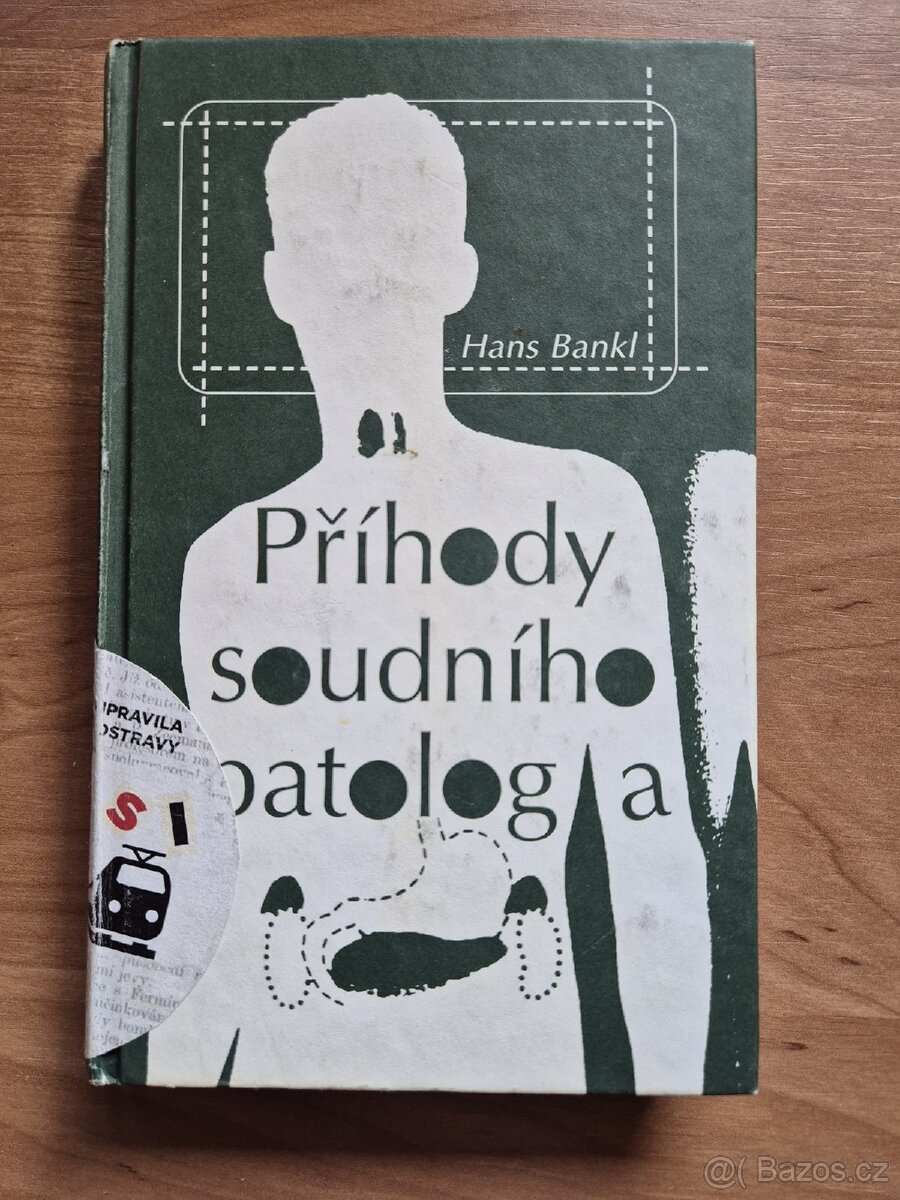 Hans Bankl
Příhody
soudního
patologa
UPRAVILA
OSTRAVY
S I
@( Bazos.cz